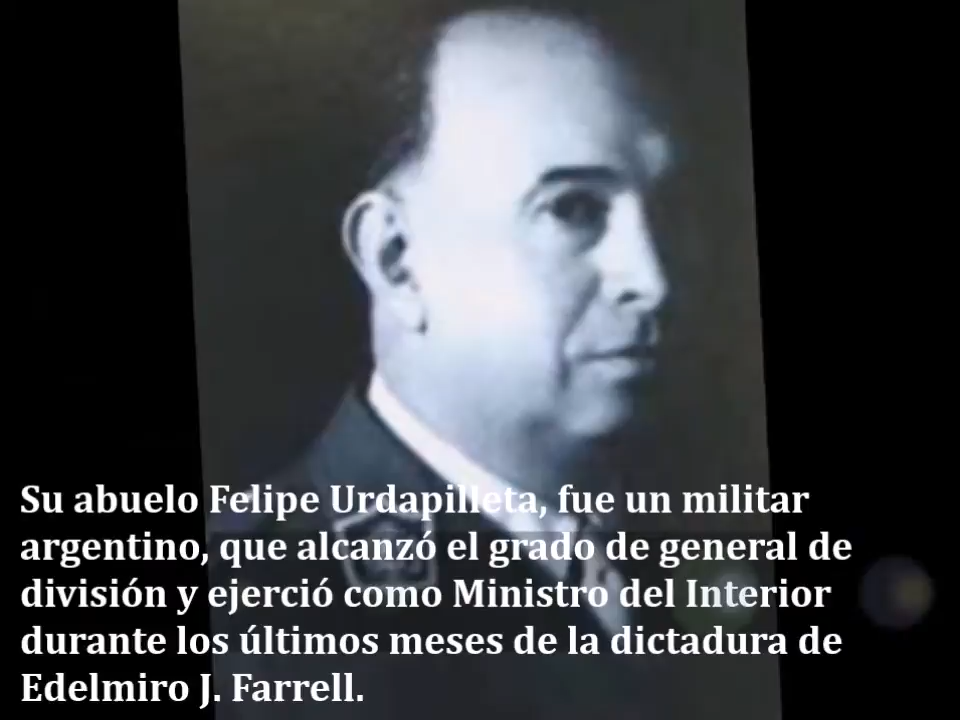 Su abuelo Felipe Urdapilleta, fue un militar
argentino, que alcanzó el grado de general de
división y ejerció como Ministro del Interior
durante los últimos meses de la dictadura de
Edelmiro J. Farrell.